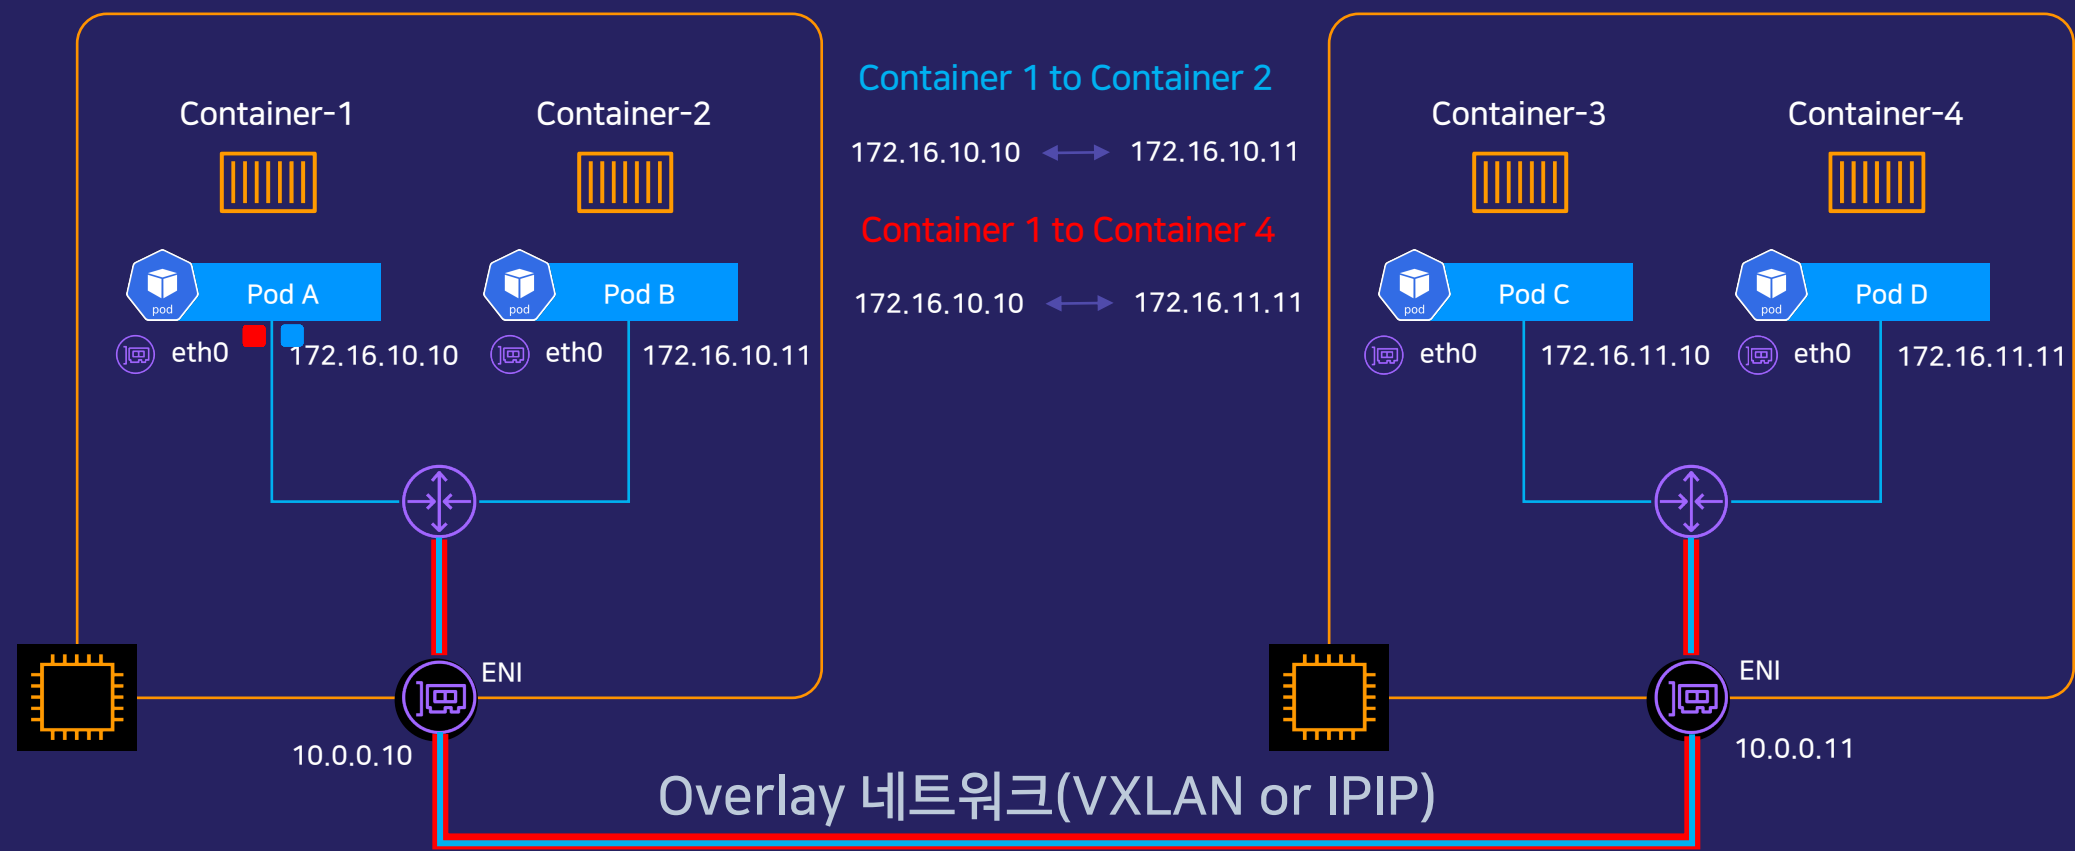 Container-1
Container-2
pod
Pod A
pod
Pod B
eth0
172.16.10.10
eth0
172.16.10.11
Container 1 to Container 2
172.16.10.10
172.16.10.11
Container 1 to Container 4
172.16.10.10
172.16.11.11
Container-3
Container-4
pod
Pod C
pod
Pod D
eth0
172.16.11.10
eth0
172.16.11.11
ENI
10.0.0.10
ENI
10.0.0.11
Overlay 네트워크(VXLAN or IPIP)